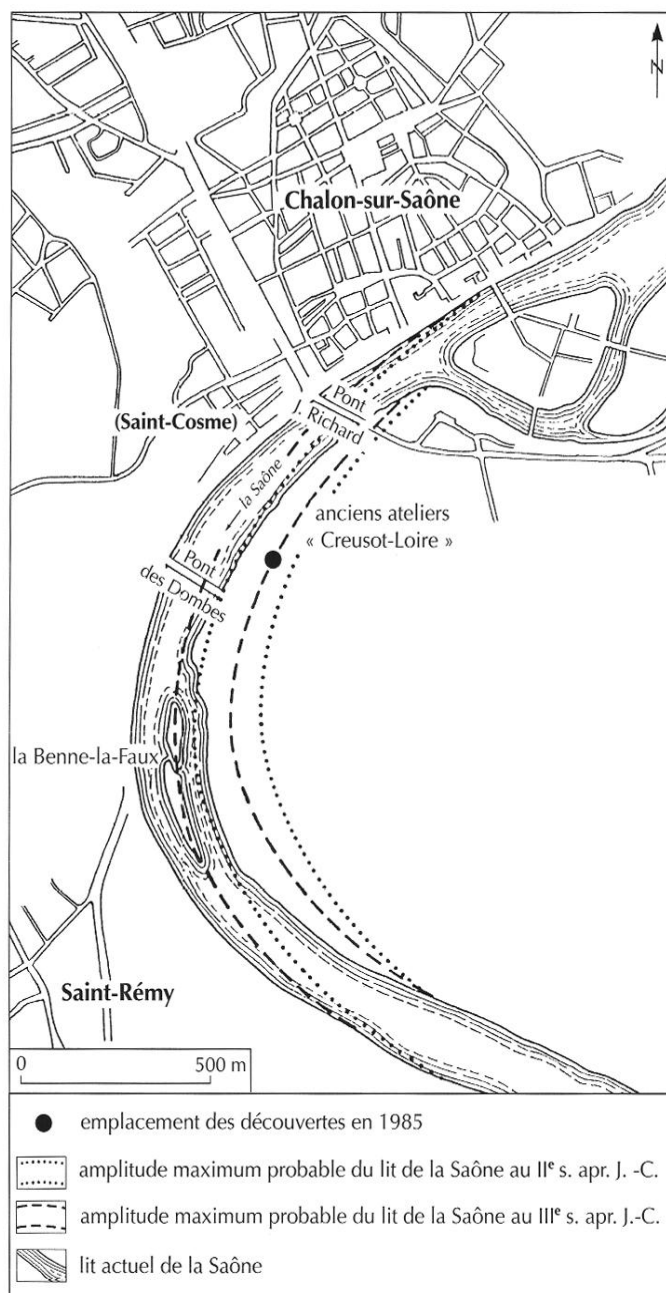 N
Chalon-sur-Saône
Pont
J. Richard
(Saint-Cosme)
la Saône
anciens ateliers
« Creusot-Loire »
Pont
des Dombes
la Benne-la-Faux
Saint-Rémy
0 500 m
emplacement des découvertes en 1985
amplitude maximum probable du lit de la Saône au IIe s. apr. J. -C.
amplitude maximum probable du lit de la Saône au IIIe s. apr. J.-C.
lit actuel de la Saône